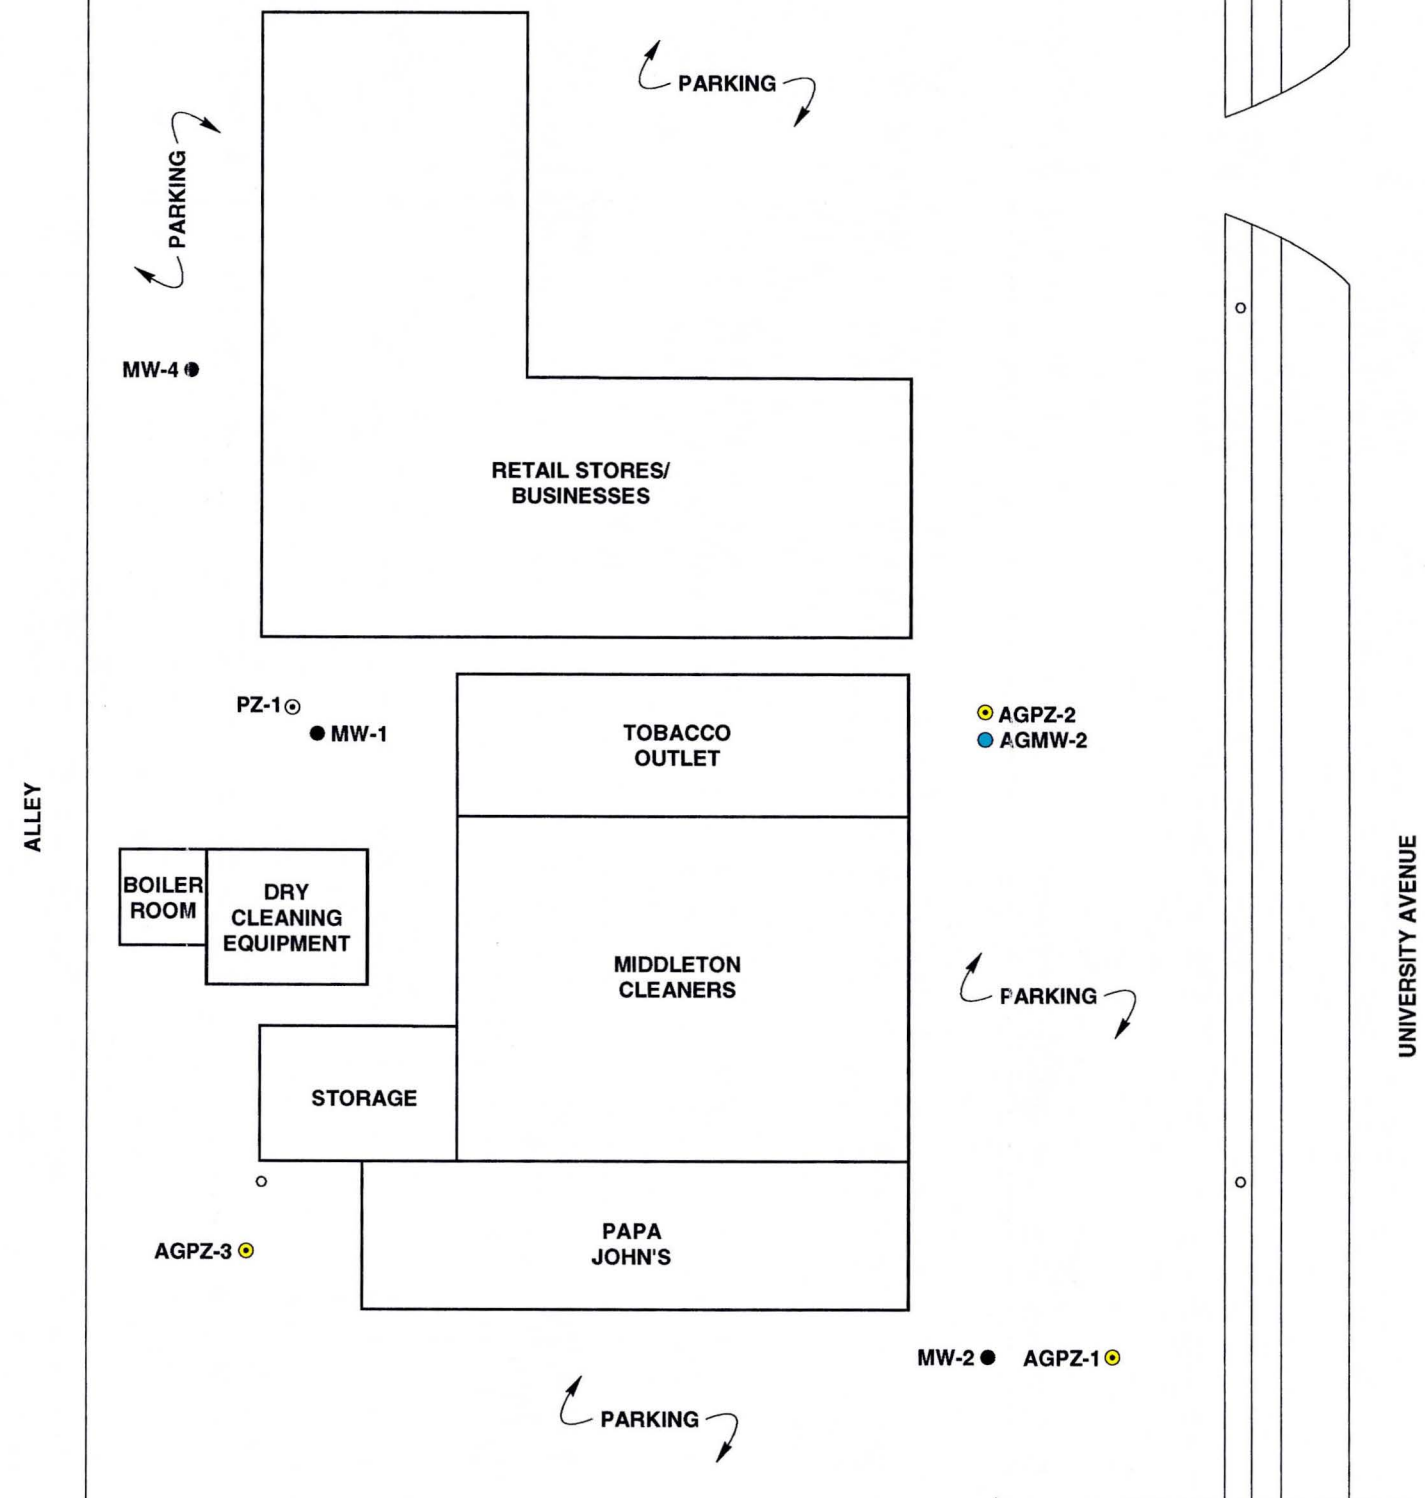 PARKING
PARKING
MW-4
RETAIL STORES/
BUSINESSES
PZ-1
MW-1
TOBACCO
OUTLET
AGPZ-2
AGMW-2
ALLEY
BOILER
ROOM
DRY
CLEANING
EQUIPMENT
MIDDLETON
CLEANERS
PARKING
UNIVERSITY AVENUE
STORAGE
PAPA
JOHN'S
AGPZ-3
MW-2
AGPZ-1
PARKING